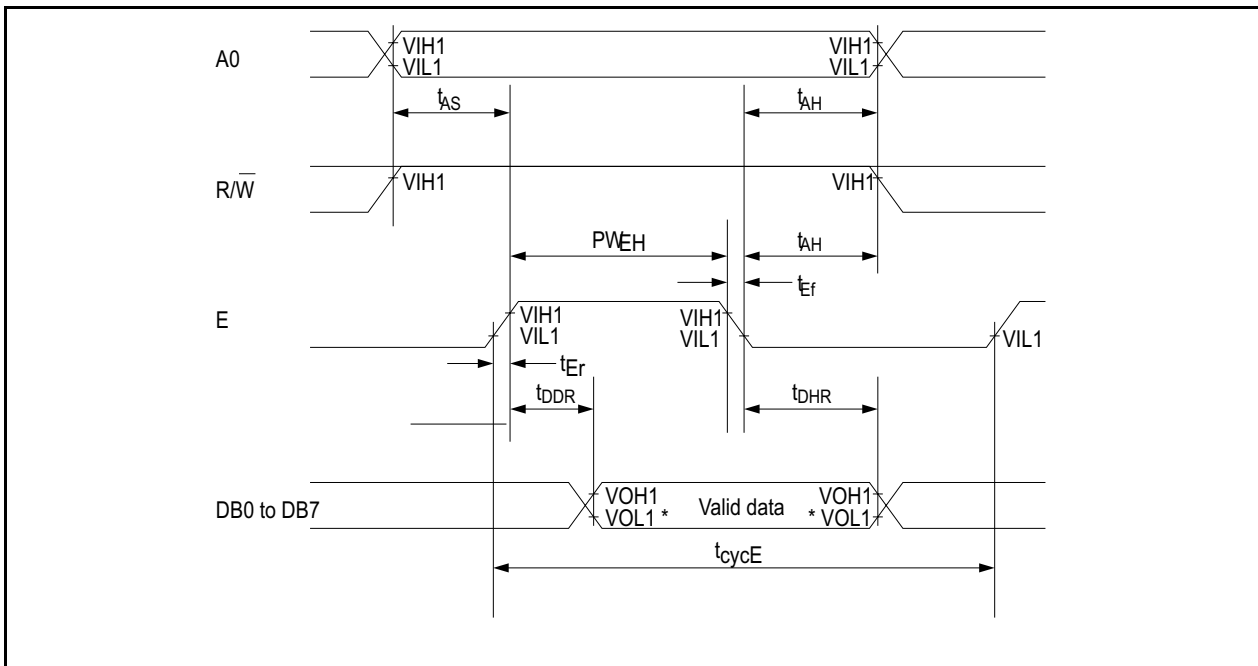 A0
VIH1
VIL1
VIH1
VIL1
tAS
tAH
R/W̅
VIH1
VIH1
PWEH
tAH
tEf
E
VIH1
VIL1
VIH1
VIL1
VIL1
tEr
tDDR
tDHR
DB0 to DB7
VOH1
VOL1 *
Valid data
VOH1
* VOL1
tcycE